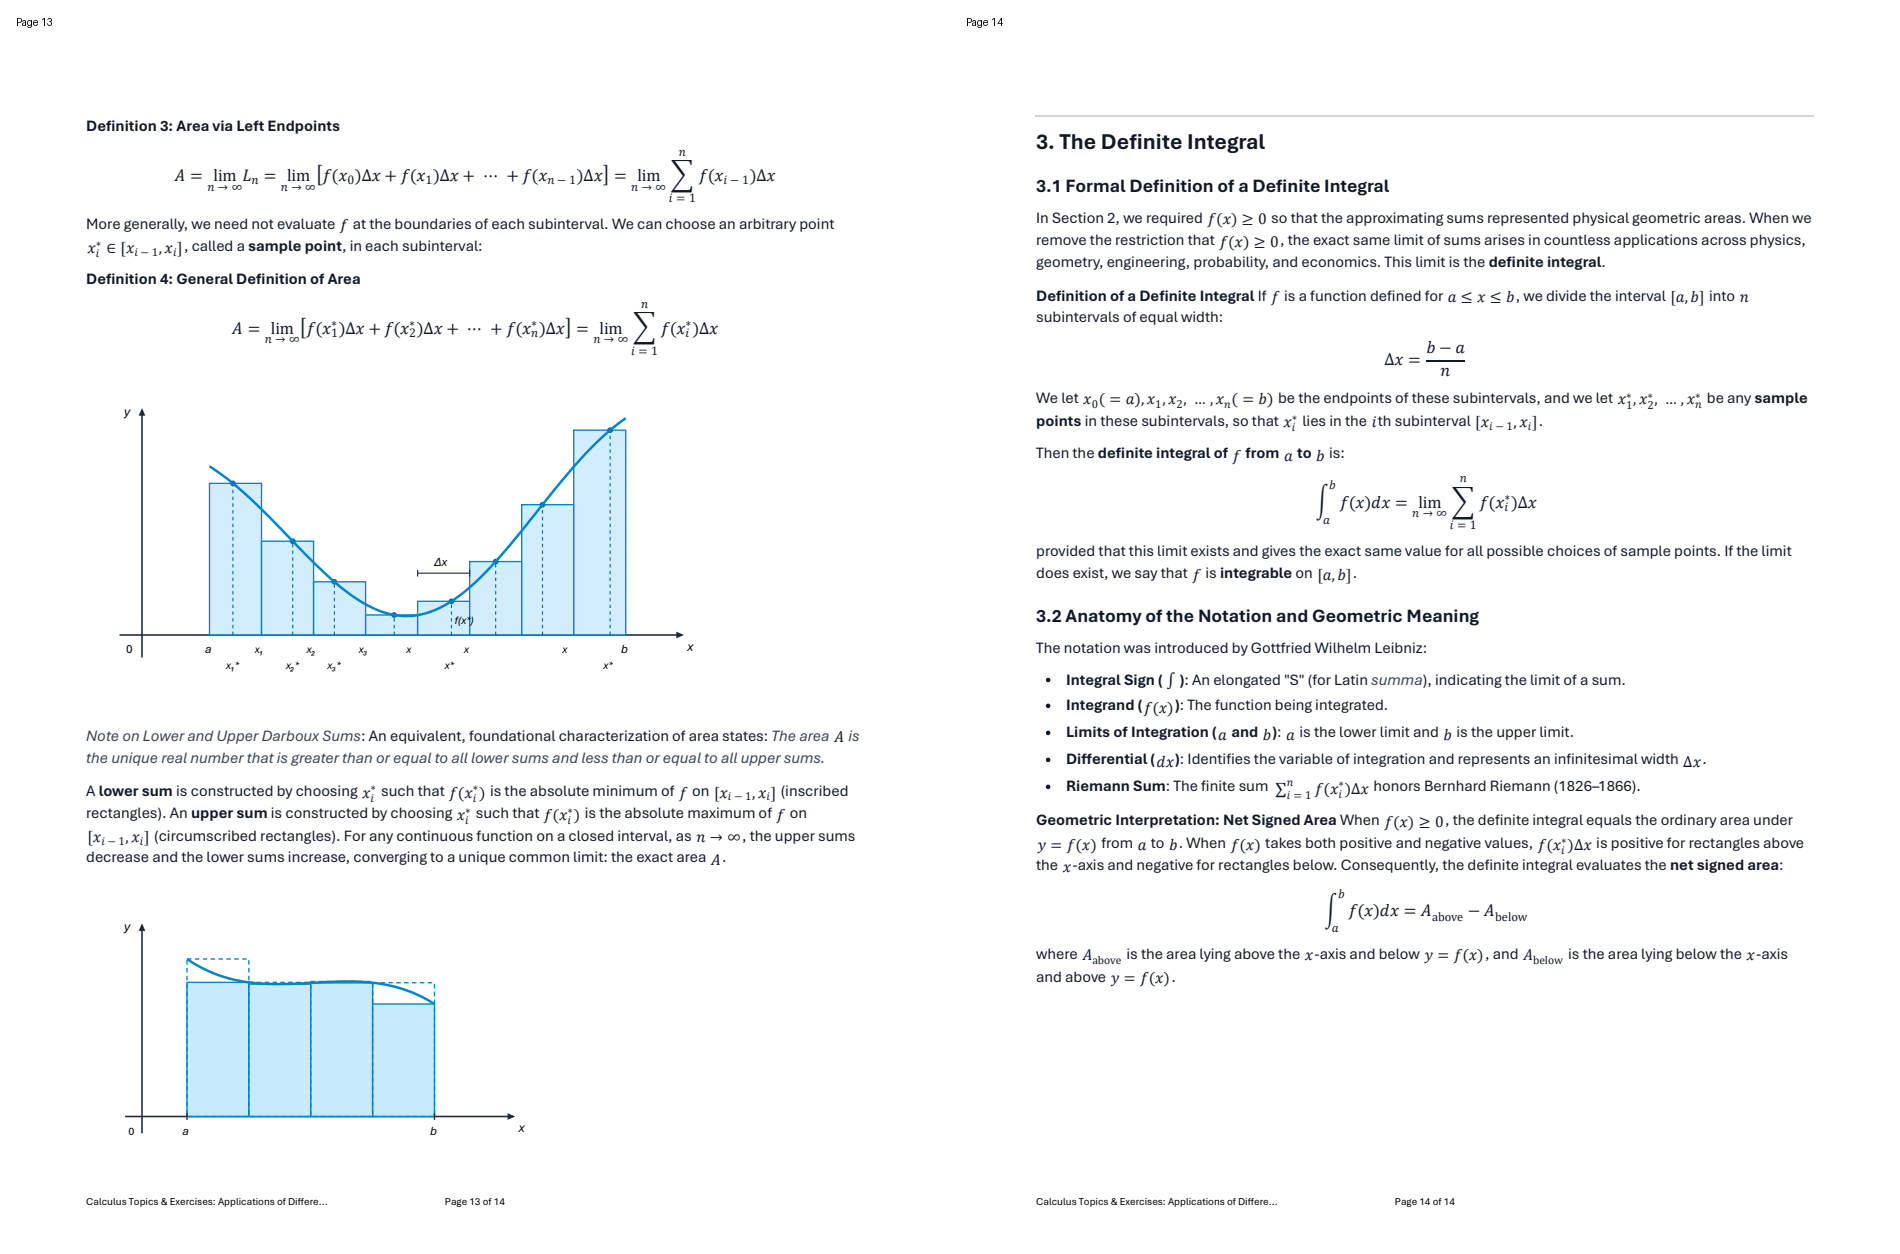 Page 13
Definition 3: Area via Left Endpoints
A = lim_{n→∞} L_n = lim_{n→∞} [f(x_0)Δx + f(x_1)Δx + ⋯ + f(x_{n−1})Δx] = lim_{n→∞} ∑_{i=1}^{n} f(x_{i−1})Δx
More generally, we need not evaluate f at the boundaries of each subinterval. We can choose an arbitrary point
x_i^* ∈ [x_{i−1}, x_i], called a sample point, in each subinterval:
Definition 4: General Definition of Area
A = lim_{n→∞} [f(x_1^*)Δx + f(x_2^*)Δx + ⋯ + f(x_n^*)Δx] = lim_{n→∞} ∑_{i=1}^{n} f(x_i^*)Δx
y
Δx
f(x*)
0 a x_1 x_2 x_3 x x x b x
x_1* x_2* x_3* x* x*
Note on Lower and Upper Darboux Sums: An equivalent, foundational characterization of area states: The area A is
the unique real number that is greater than or equal to all lower sums and less than or equal to all upper sums.
A lower sum is constructed by choosing x_i^* such that f(x_i^*) is the absolute minimum of f on [x_{i−1}, x_i] (inscribed
rectangles). An upper sum is constructed by choosing x_i^* such that f(x_i^*) is the absolute maximum of f on
[x_{i−1}, x_i] (circumscribed rectangles). For any continuous function on a closed interval, as n → ∞, the upper sums
decrease and the lower sums increase, converging to a unique common limit: the exact area A.
y
0 a b x
Calculus Topics & Exercises: Applications of Differe... Page 13 of 14
Page 14
3. The Definite Integral
3.1 Formal Definition of a Definite Integral
In Section 2, we required f(x) ≥ 0 so that the approximating sums represented physical geometric areas. When we
remove the restriction that f(x) ≥ 0, the exact same limit of sums arises in countless applications across physics,
geometry, engineering, probability, and economics. This limit is the definite integral.
Definition of a Definite Integral If f is a function defined for a ≤ x ≤ b, we divide the interval [a, b] into n
subintervals of equal width:
Δx = (b − a)/n
We let x_0( = a), x_1, x_2, … , x_n( = b) be the endpoints of these subintervals, and we let x_1^*, x_2^*, … , x_n^* be any sample
points in these subintervals, so that x_i^* lies in the ith subinterval [x_{i−1}, x_i].
Then the definite integral of f from a to b is:
∫_a^b f(x)dx = lim_{n→∞} ∑_{i=1}^{n} f(x_i^*)Δx
provided that this limit exists and gives the exact same value for all possible choices of sample points. If the limit
does exist, we say that f is integrable on [a, b].
3.2 Anatomy of the Notation and Geometric Meaning
The notation was introduced by Gottfried Wilhelm Leibniz:
• Integral Sign ( ∫ ): An elongated "S" (for Latin summa), indicating the limit of a sum.
• Integrand (f(x)): The function being integrated.
• Limits of Integration (a and b): a is the lower limit and b is the upper limit.
• Differential (dx): Identifies the variable of integration and represents an infinitesimal width Δx.
• Riemann Sum: The finite sum ∑_{i=1}^{n} f(x_i^*)Δx honors Bernhard Riemann (1826–1866).
Geometric Interpretation: Net Signed Area When f(x) ≥ 0, the definite integral equals the ordinary area under
y = f(x) from a to b. When f(x) takes both positive and negative values, f(x_i^*)Δx is positive for rectangles above
the x-axis and negative for rectangles below. Consequently, the definite integral evaluates the net signed area:
∫_a^b f(x)dx = A_above − A_below
where A_above is the area lying above the x-axis and below y = f(x), and A_below is the area lying below the x-axis
and above y = f(x).
Calculus Topics & Exercises: Applications of Differe... Page 14 of 14